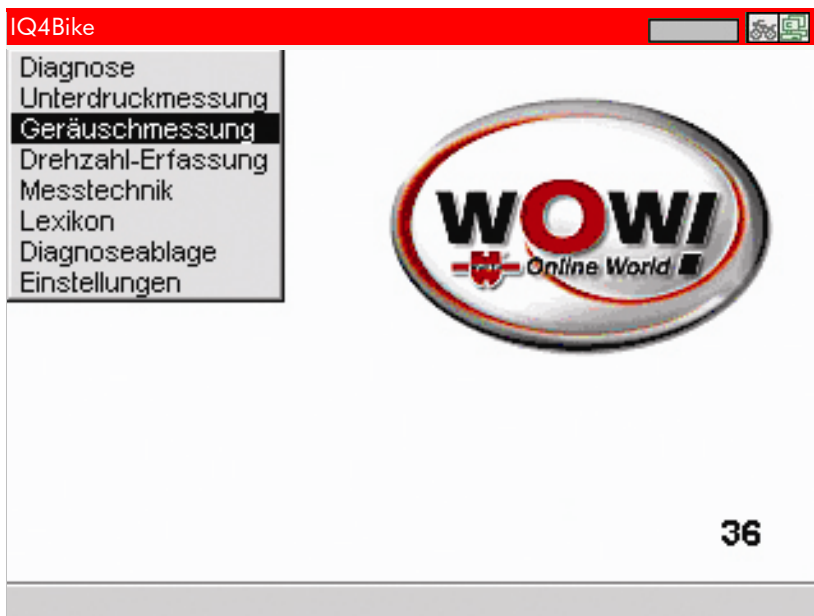 IQ4Bike
Diagnose
Unterdruckmessung
Geräuschmessung
Drehzahl-Erfassung
Messtechnik
Lexikon
Diagnoseablage
Einstellungen
WOW!
Online World
36